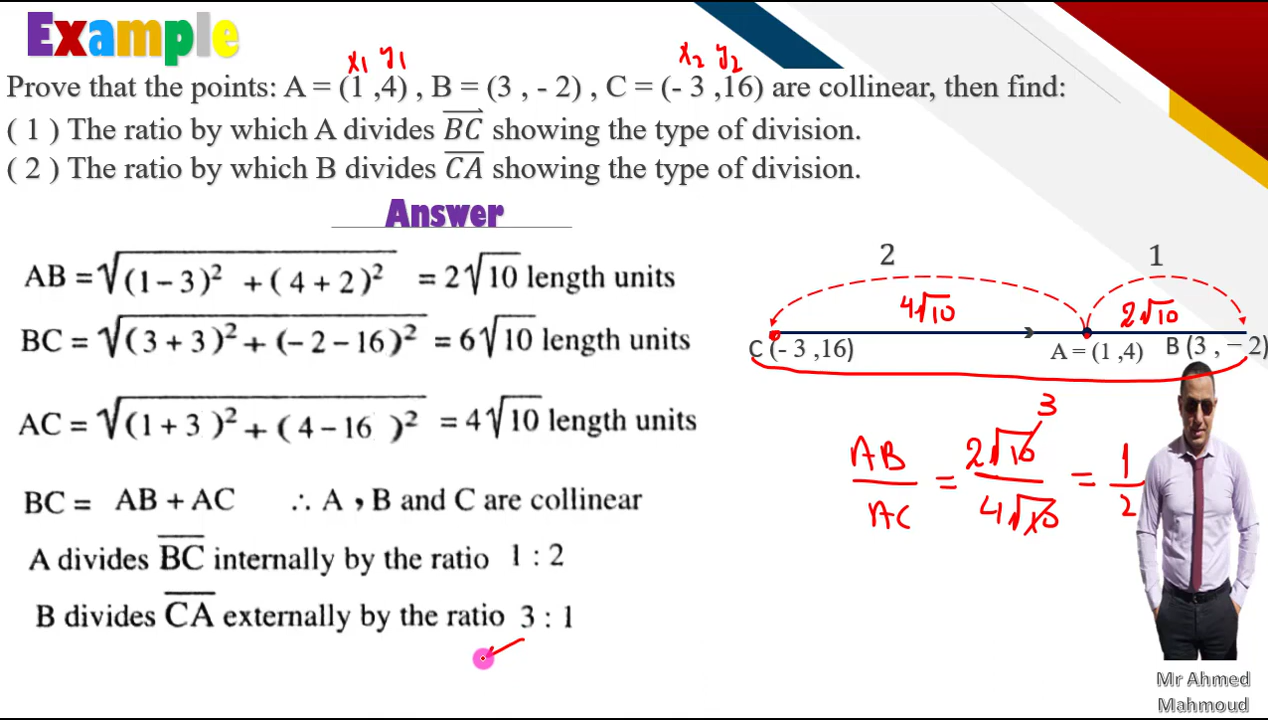 Example
x₁ y₁ x₂ y₂
Prove that the points: A = (1 ,4) , B = (3 , - 2) , C = (- 3 ,16) are collinear, then find:
( 1 ) The ratio by which A divides \overrightarrow{BC} showing the type of division.
( 2 ) The ratio by which B divides \overline{CA} showing the type of division.
Answer
AB = √((1 − 3)² + (4 + 2)²) = 2√10 length units
BC = √((3 + 3)² + (− 2 − 16)²) = 6√10 length units
AC = √((1 + 3)² + (4 − 16)²) = 4√10 length units
BC = AB + AC ∴ A , B and C are collinear
A divides \overline{BC} internally by the ratio 1 : 2
B divides \overline{CA} externally by the ratio 3 : 1
2 1
4√10 2√10
C (- 3 ,16) A = (1 ,4) B (3 , − 2)
3
AB/AC = 2√10/4√10 = 1/2
Mr Ahmed
Mahmoud